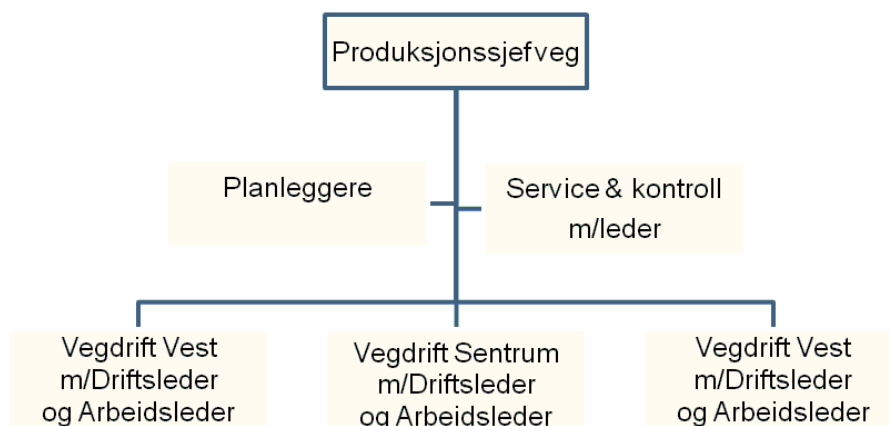 Produksjonssjefveg
Planleggere
Service & kontroll
m/leder
Vegdrift Vest
m/Driftsleder
og Arbeidsleder
Vegdrift Sentrum
m/Driftsleder
og Arbeidsleder
Vegdrift Vest
m/Driftsleder
og Arbeidsleder